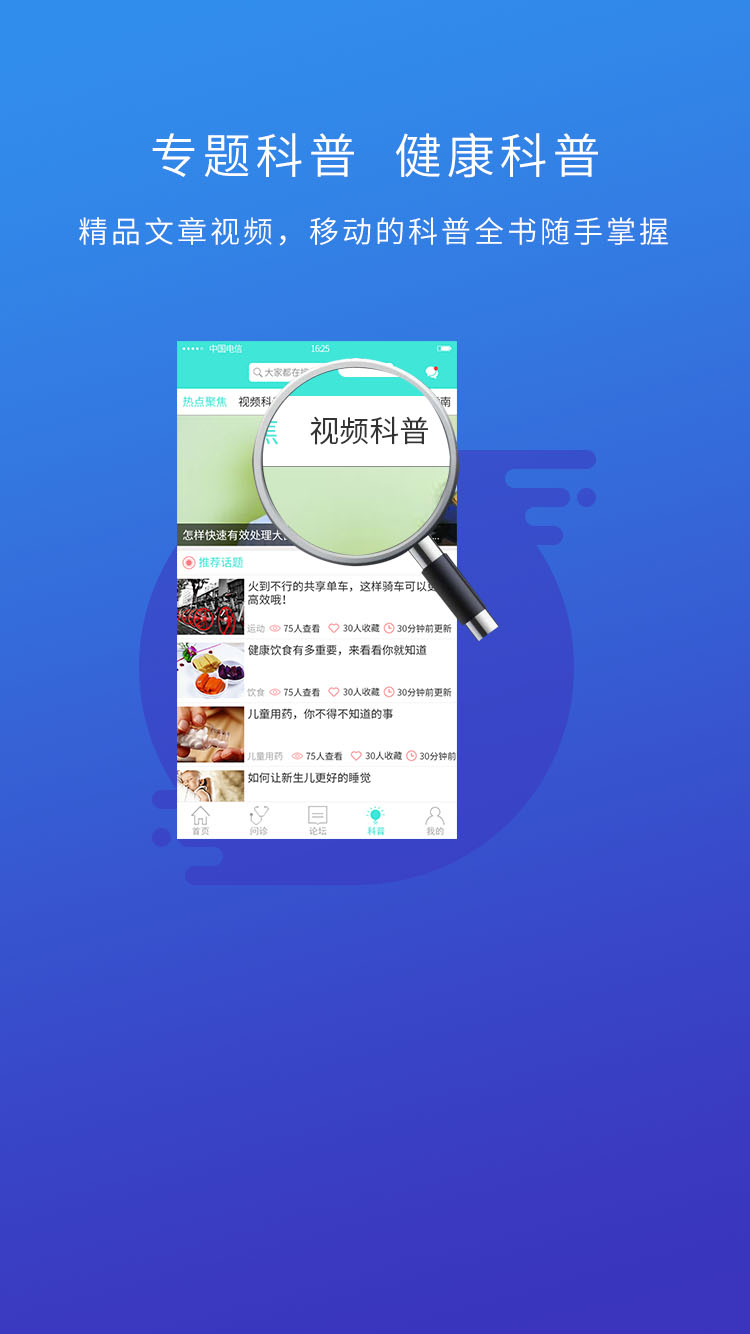 专题科普 健康科普
精品文章视频，移动的科普全书随手掌握
中国电信 16:25
大家都在搜
热点聚焦 视频科 南
焦 视频科普
怎样快速有效处理大 ...
推荐话题
火到不行的共享单车，这样骑车可以更
高效哦！
运动 75人查看 30人收藏 30分钟前更新
健康饮食有多重要，来看看你就知道
饮食 75人查看 30人收藏 30分钟前更新
儿童用药，你不得不知道的事
儿童用药 75人查看 30人收藏 30分钟前
如何让新生儿更好的睡觉
首页 问诊 论坛 科普 我的